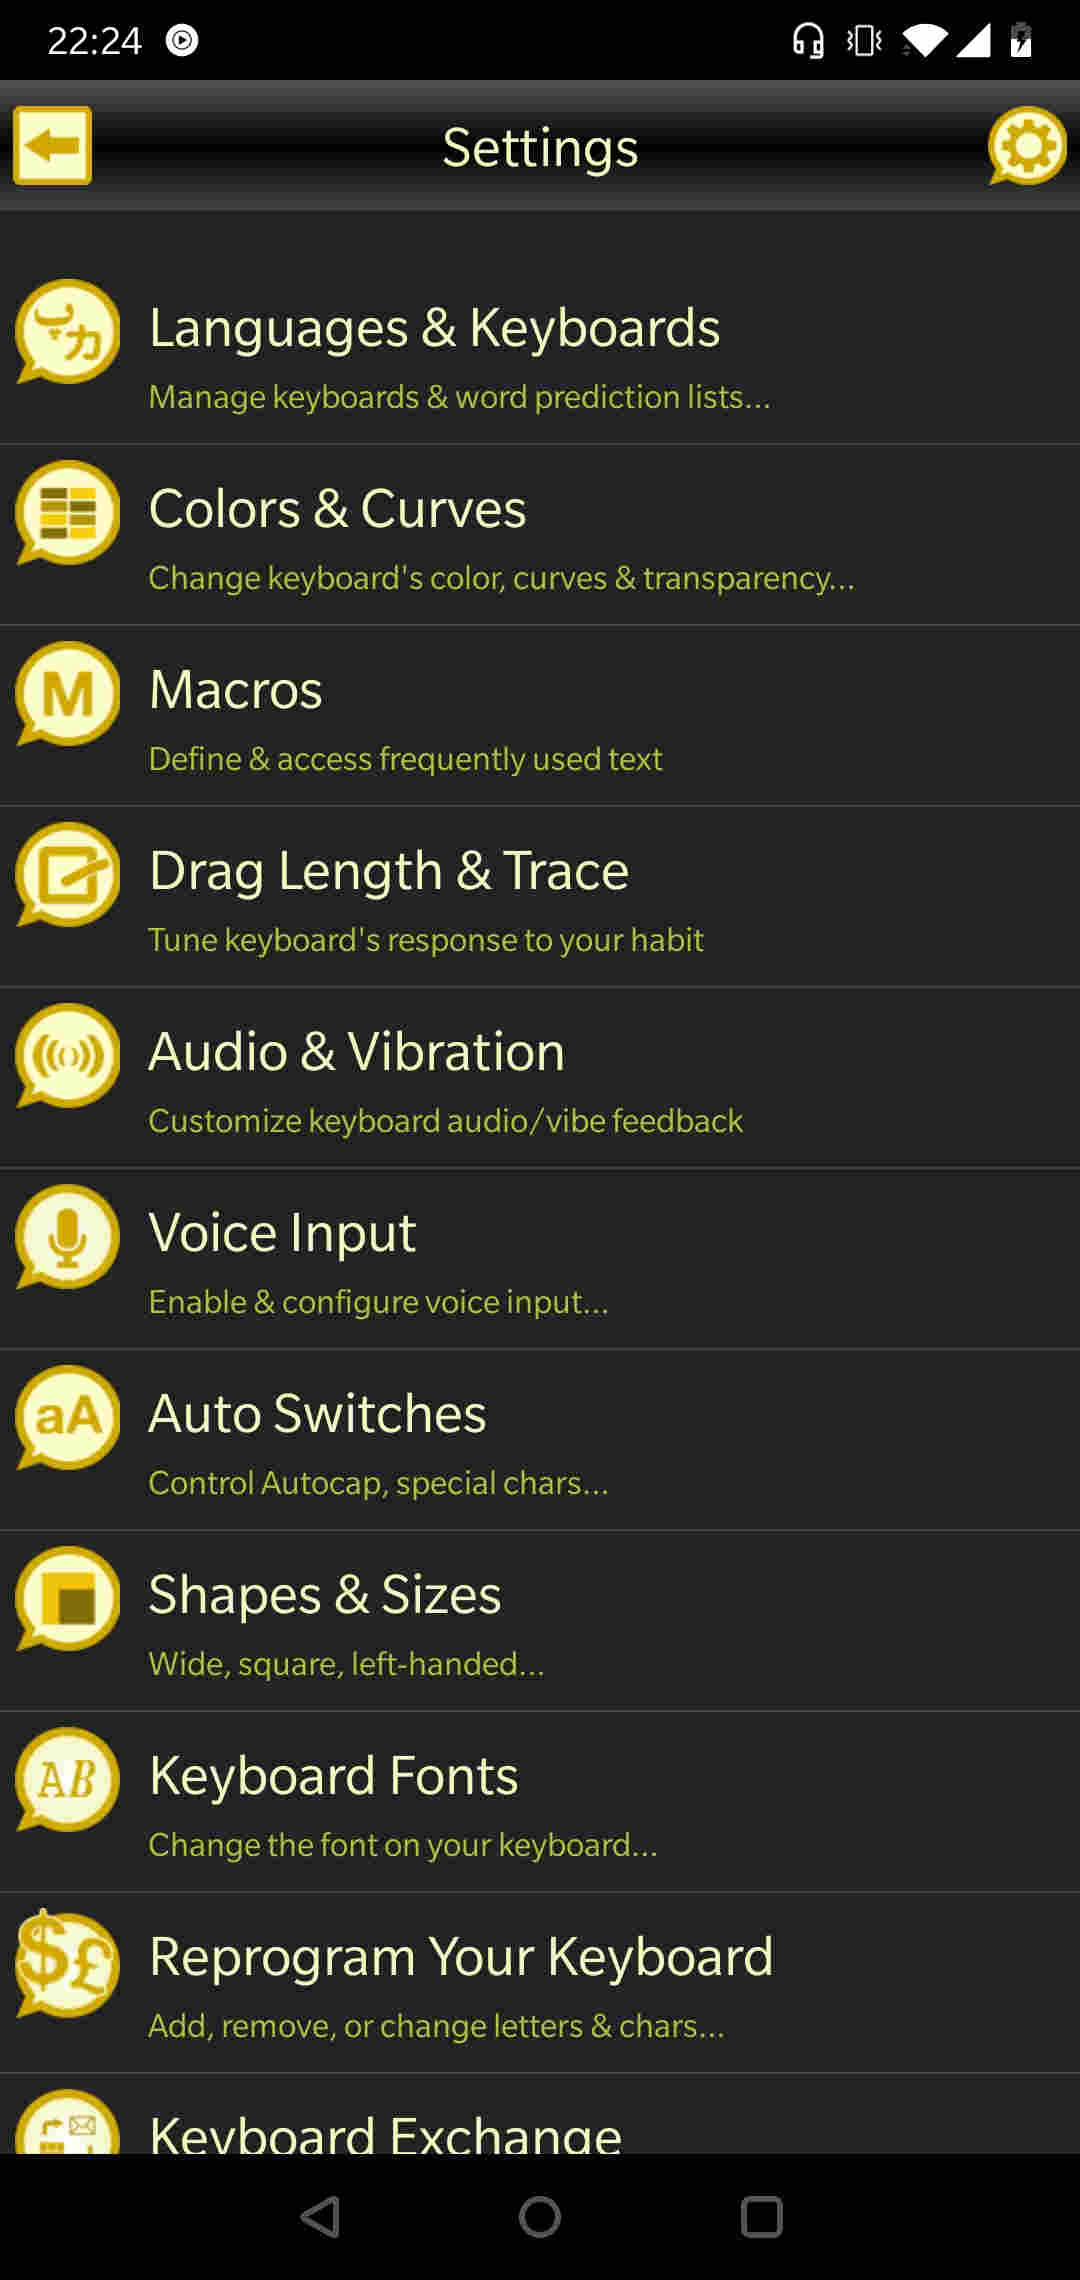 22:24
Settings
پカ
Languages & Keyboards
Manage keyboards & word prediction lists...
Colors & Curves
Change keyboard's color, curves & transparency...
M
Macros
Define & access frequently used text
Drag Length & Trace
Tune keyboard's response to your habit
Audio & Vibration
Customize keyboard audio/vibe feedback
Voice Input
Enable & configure voice input...
aA
Auto Switches
Control Autocap, special chars...
Shapes & Sizes
Wide, square, left-handed...
AB
Keyboard Fonts
Change the font on your keyboard...
$£
Reprogram Your Keyboard
Add, remove, or change letters & chars...
Keyboard Exchange